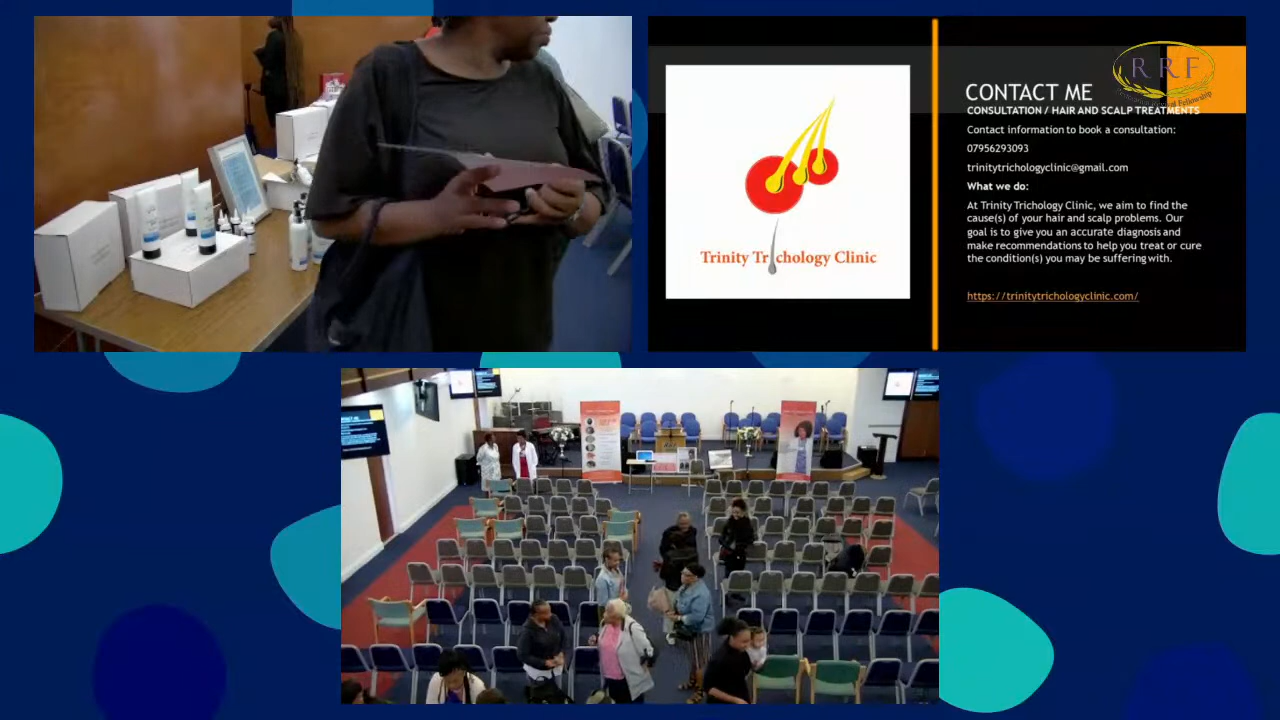 RRF
CONTACT ME
CONSULTATION / HAIR AND SCALP TREATMENTS
Contact information to book a consultation:
07956293093
trinitytrichologyclinic@gmail.com
What we do:
At Trinity Trichology Clinic, we aim to find the
cause(s) of your hair and scalp problems. Our
goal is to give you an accurate diagnosis and
make recommendations to help you treat or cure
the condition(s) you may be suffering with.
https://trinitytrichologyclinic.com/
Trinity Trichology Clinic